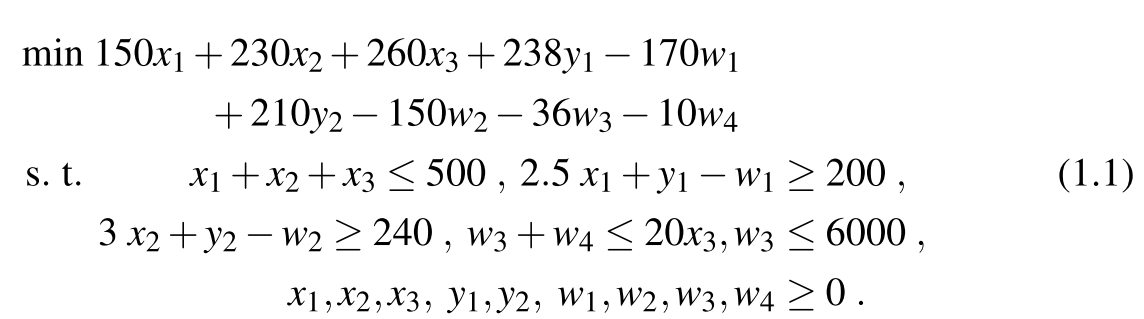 min 150x₁ + 230x₂ + 260x₃ + 238y₁ − 170w₁
+ 210y₂ − 150w₂ − 36w₃ − 10w₄
s. t. x₁ + x₂ + x₃ ≤ 500 , 2.5 x₁ + y₁ − w₁ ≥ 200 , (1.1)
3 x₂ + y₂ − w₂ ≥ 240 , w₃ + w₄ ≤ 20x₃, w₃ ≤ 6000 ,
x₁, x₂, x₃, y₁, y₂, w₁, w₂, w₃, w₄ ≥ 0 .